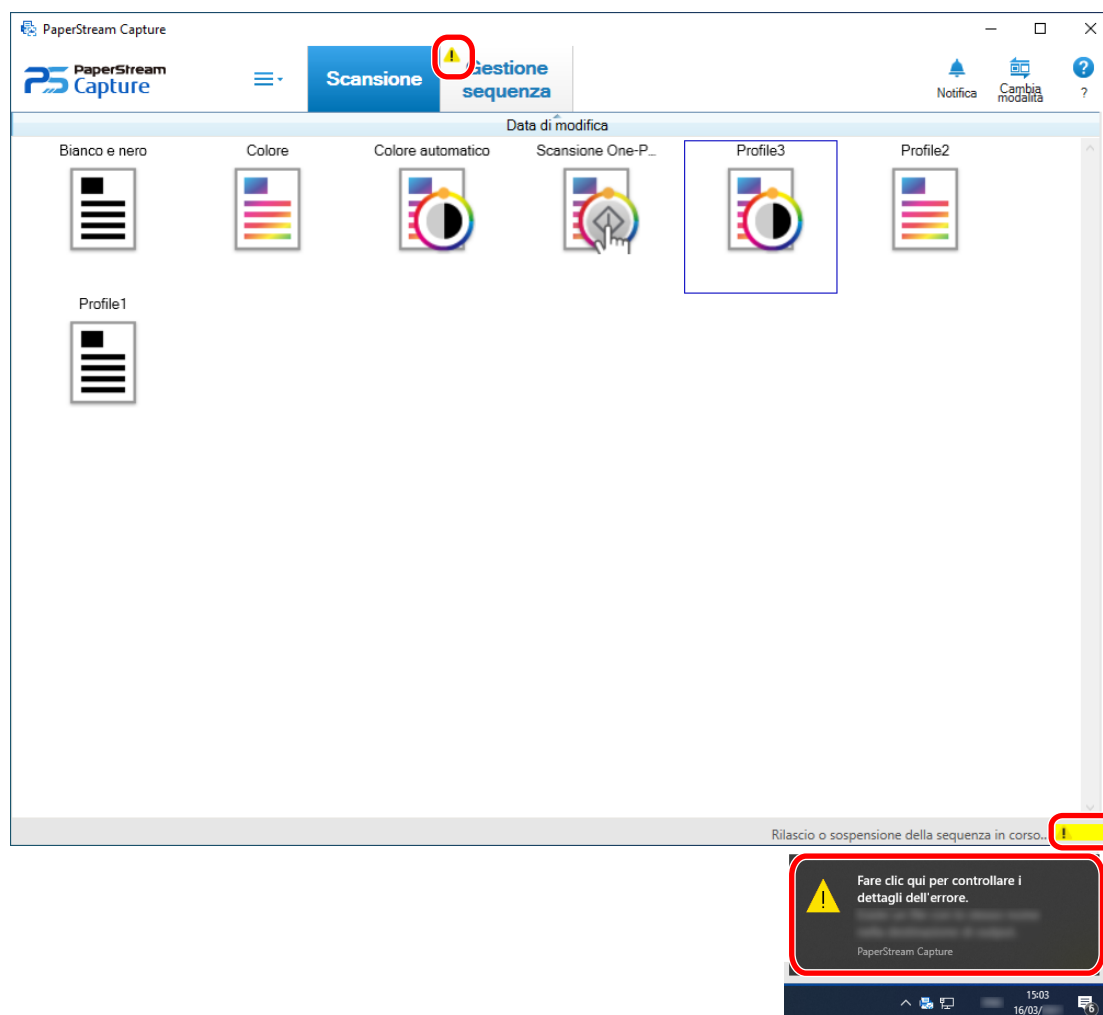 PaperStream Capture
PaperStream
Capture
Scansione
Gestione
sequenza
Notifica
Cambia
modalità
?
Data di modifica
Bianco e nero
Colore
Colore automatico
Scansione One-P...
Profile3
Profile2
Profile1
Rilascio o sospensione della sequenza in corso..
Fare clic qui per controllare i
dettagli dell'errore.
PaperStream Capture
15:03
16/03/
6